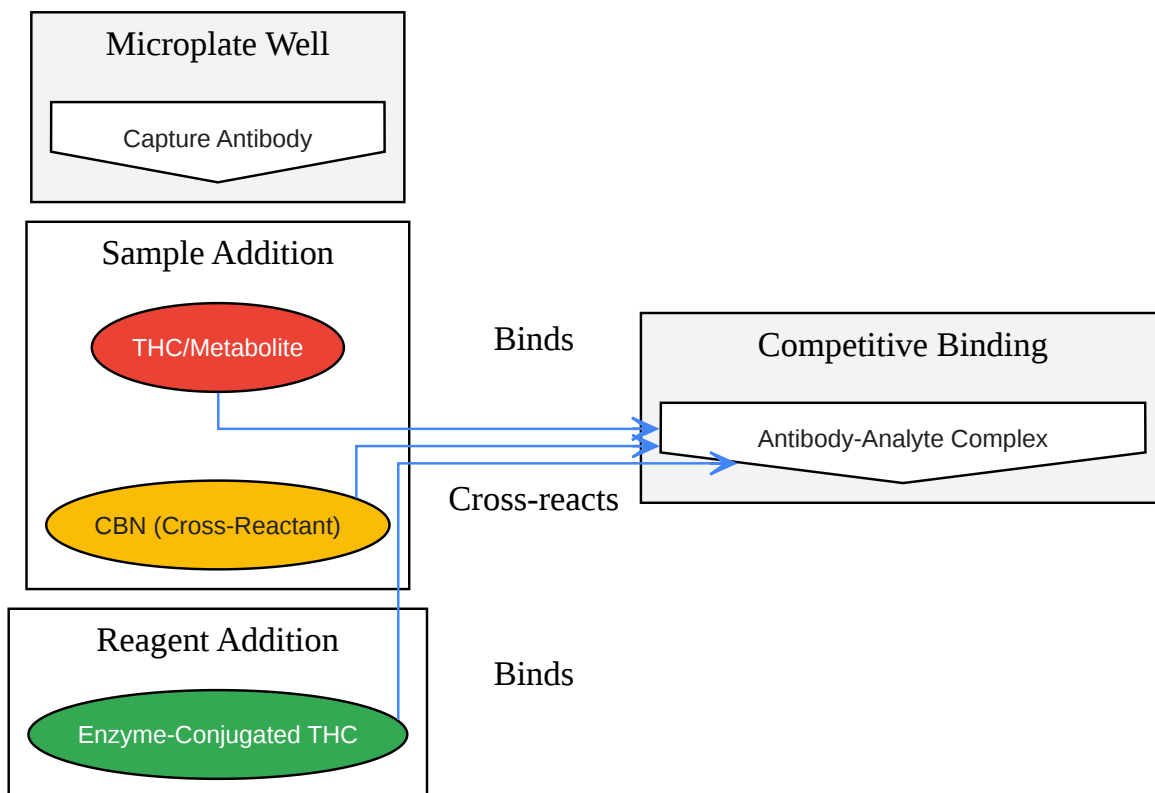 Microplate Well
Capture Antibody
Sample Addition
THC/Metabolite
CBN (Cross-Reactant)
Reagent Addition
Enzyme-Conjugated THC
Binds
Cross-reacts
Binds
Competitive Binding
Antibody-Analyte Complex